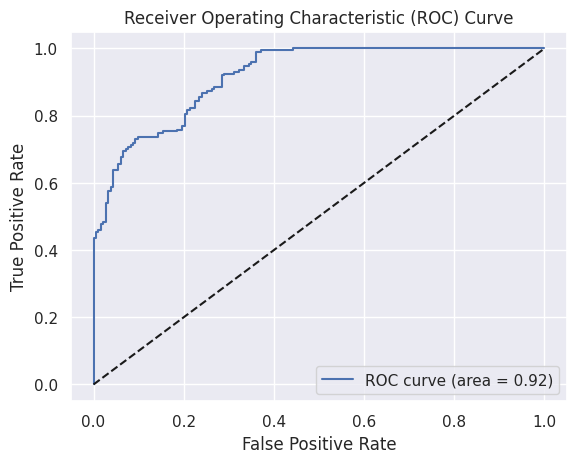 Receiver Operating Characteristic (ROC) Curve
True Positive Rate
1.0
0.8
0.6
0.4
0.2
0.0
ROC curve (area = 0.92)
0.0 0.2 0.4 0.6 0.8 1.0
False Positive Rate